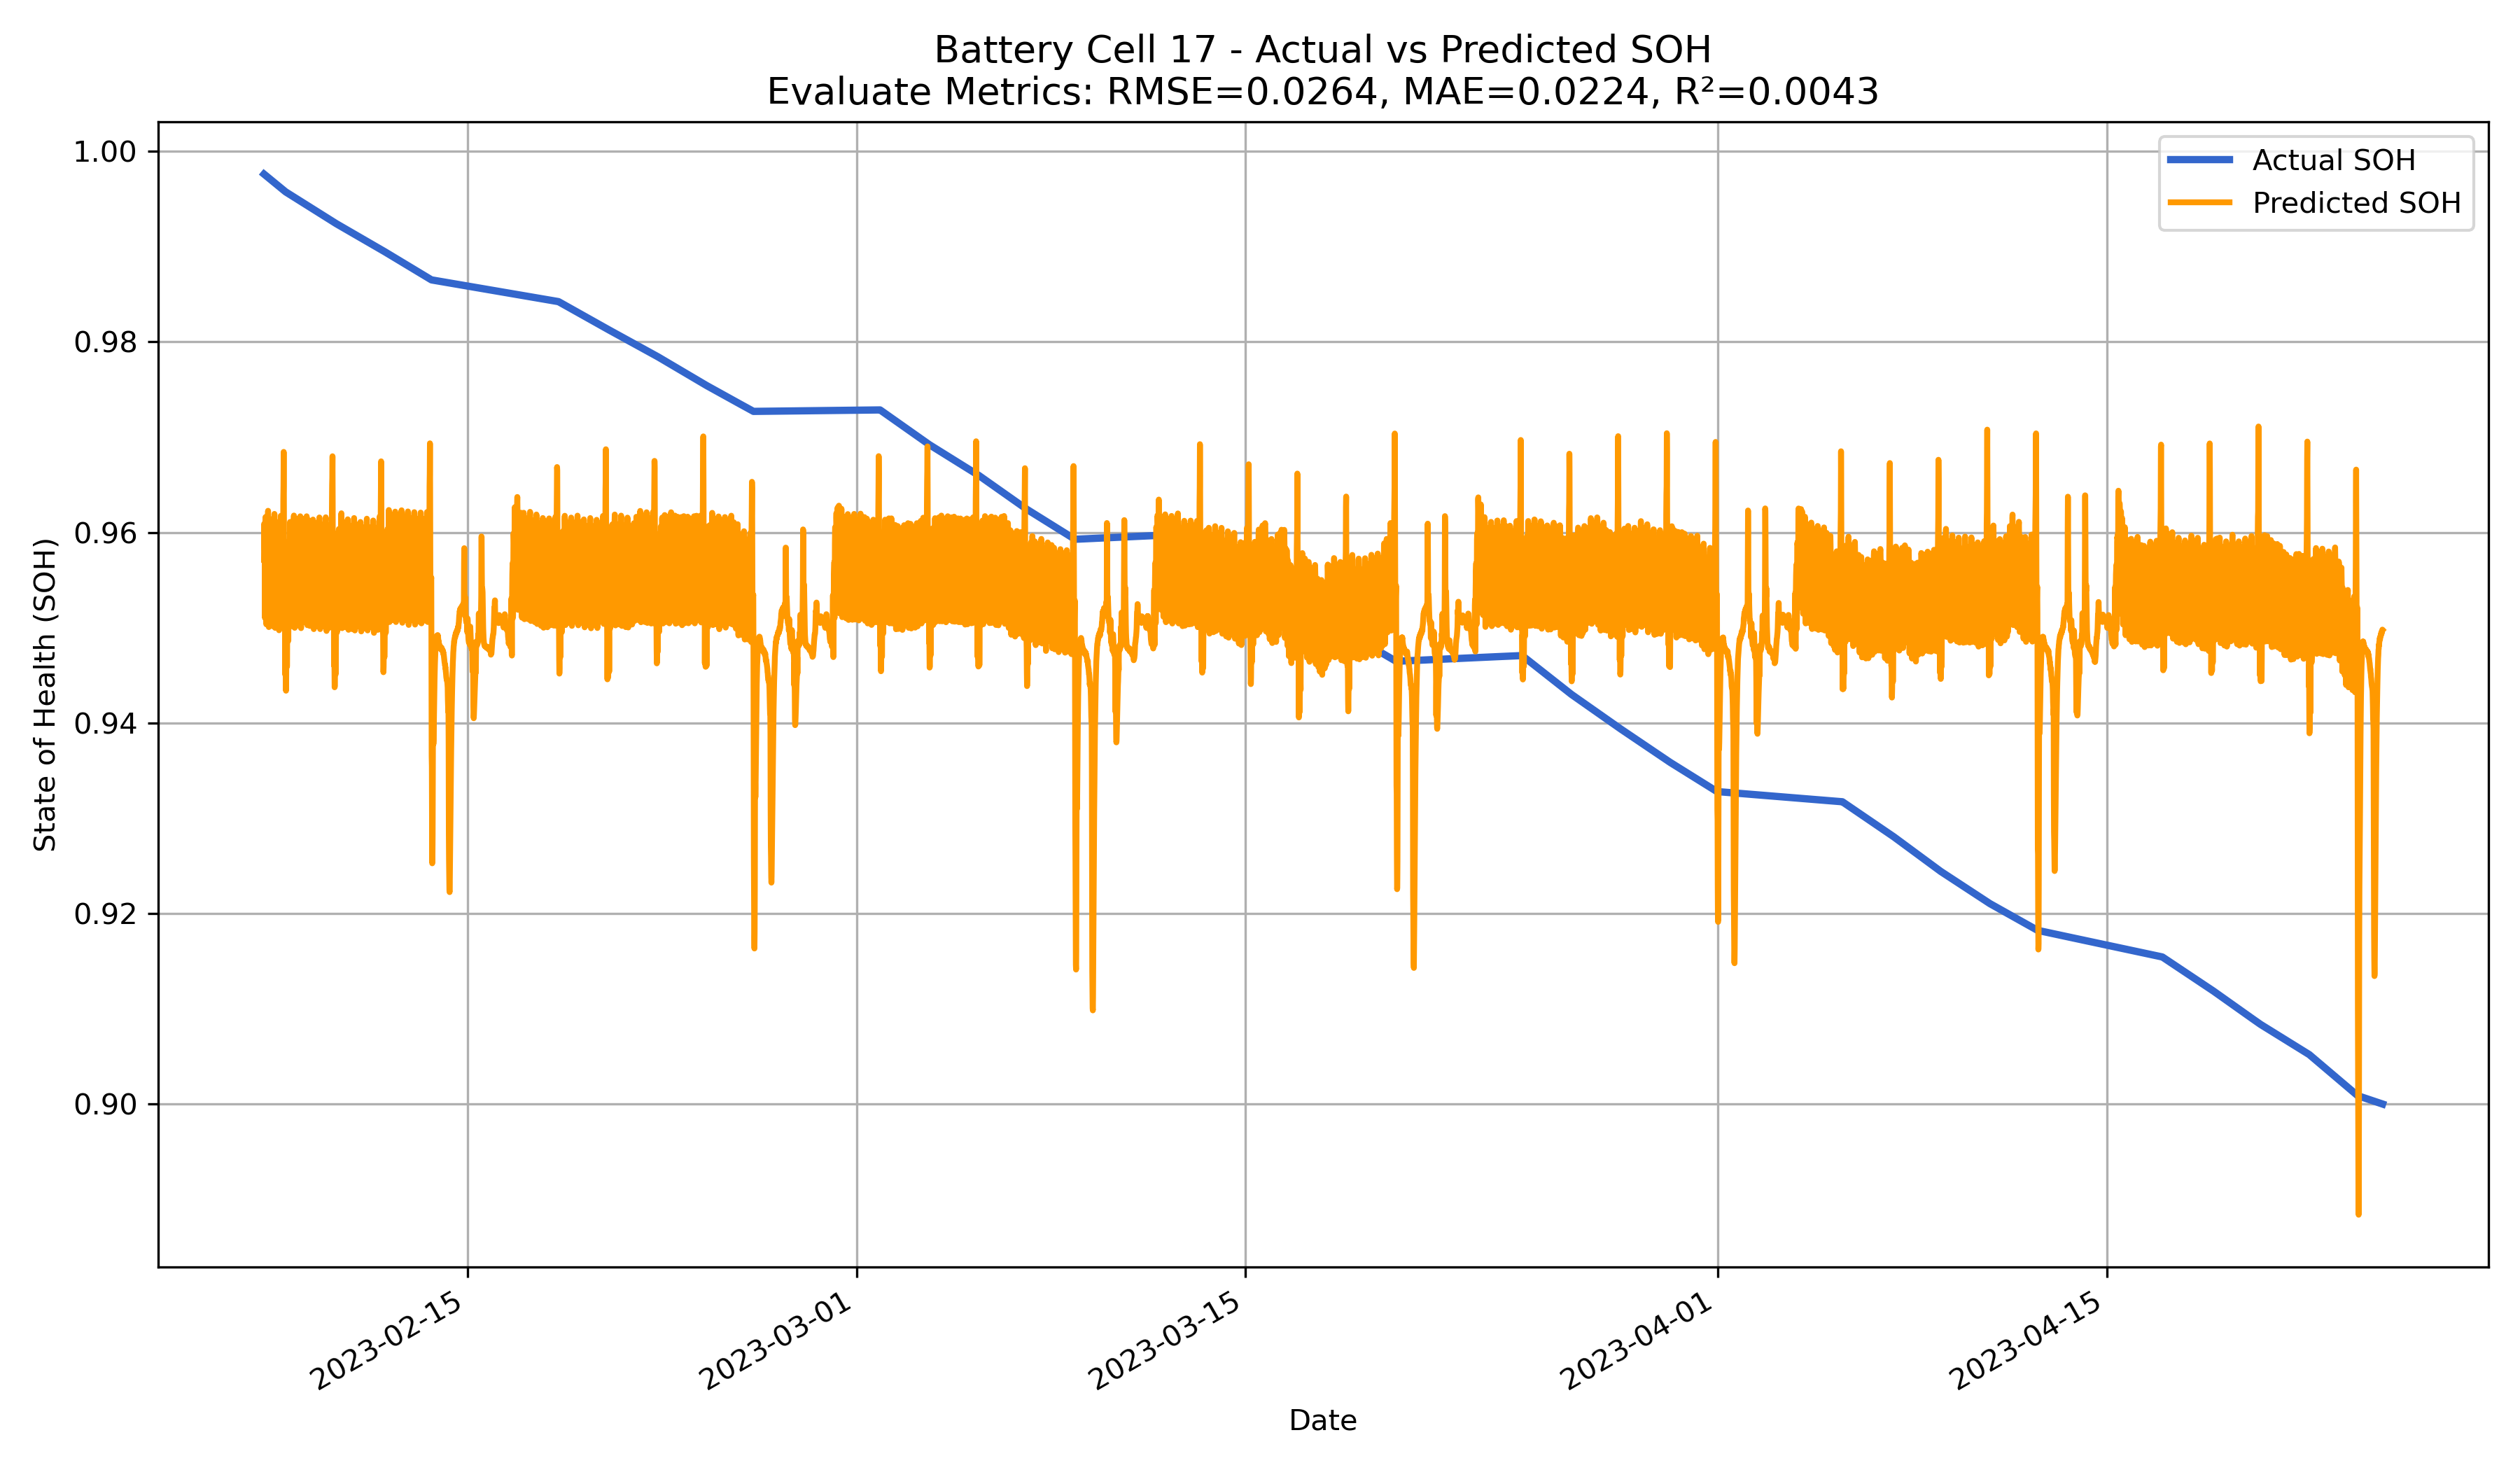 Battery Cell 17 - Actual vs Predicted SOH
Evaluate Metrics: RMSE=0.0264, MAE=0.0224, R²=0.0043
Actual SOH
Predicted SOH
State of Health (SOH)
1.00
0.98
0.96
0.94
0.92
0.90
2023-02-15
2023-03-01
2023-03-15
2023-04-01
2023-04-15
Date